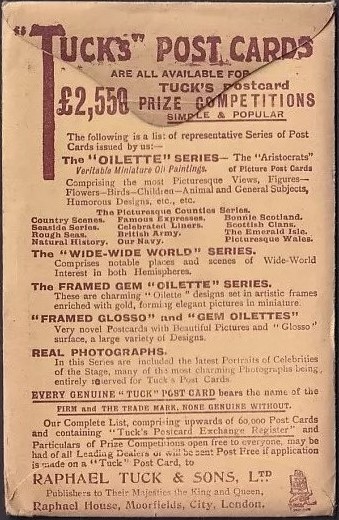 "TUCK'S" POST CARDS
ARE ALL AVAILABLE FOR
TUCK'S Postcard
£2,550 PRIZE COMPETITIONS
SIMPLE & POPULAR
The following is a list of representative Series of Post
Cards issued by us:—
The "OILETTE" SERIES— The "Aristocrats"
Veritable Miniature Oil Paintings. of Picture Post Cards
Comprising the most Picturesque Views, Figures—
Flowers—Birds—Children—Animal and General Subjects,
Humorous Designs, etc., etc.
The Picturesque Counties Series.
Country Scenes. Famous Expresses. Bonnie Scotland.
Seaside Series. Celebrated Liners. Scottish Clans.
Rough Seas. British Army. The Emerald Isle.
Natural History. Our Navy. Picturesque Wales.
The "WIDE-WIDE WORLD" SERIES.
Comprises notable places and scenes of Wide-World
Interest in both Hemispheres.
The FRAMED GEM "OILETTE" SERIES.
These are charming "Oilette" designs set in artistic frames
enriched with gold, forming elegant pictures in miniature.
"FRAMED GLOSSO" and "GEM OILETTES"
Very novel Postcards with Beautiful Pictures and "Glosso"
surface, a large variety of Designs.
REAL PHOTOGRAPHS.
In this Series are included the latest Portraits of Celebrities
of the Stage, many of the most charming Photographs being
entirely reserved for Tuck's Post Cards
EVERY GENUINE "TUCK" POST CARD bears the name of the
FIRM and THE TRADE MARK, NONE GENUINE WITHOUT.
Our Complete List, comprising upwards of 60,000 Post Cards
and containing "Tuck's Postcard Exchange Register" and
Particulars of Prize Competitions open free to everyone, may be
had of all Leading Dealers or will be sent Post Free if application
is made on a "Tuck" Post Card, to
RAPHAEL TUCK & SONS, LTD
Publishers to Their Majesties the King and Queen,
Raphael House, Moorfields, City, London.